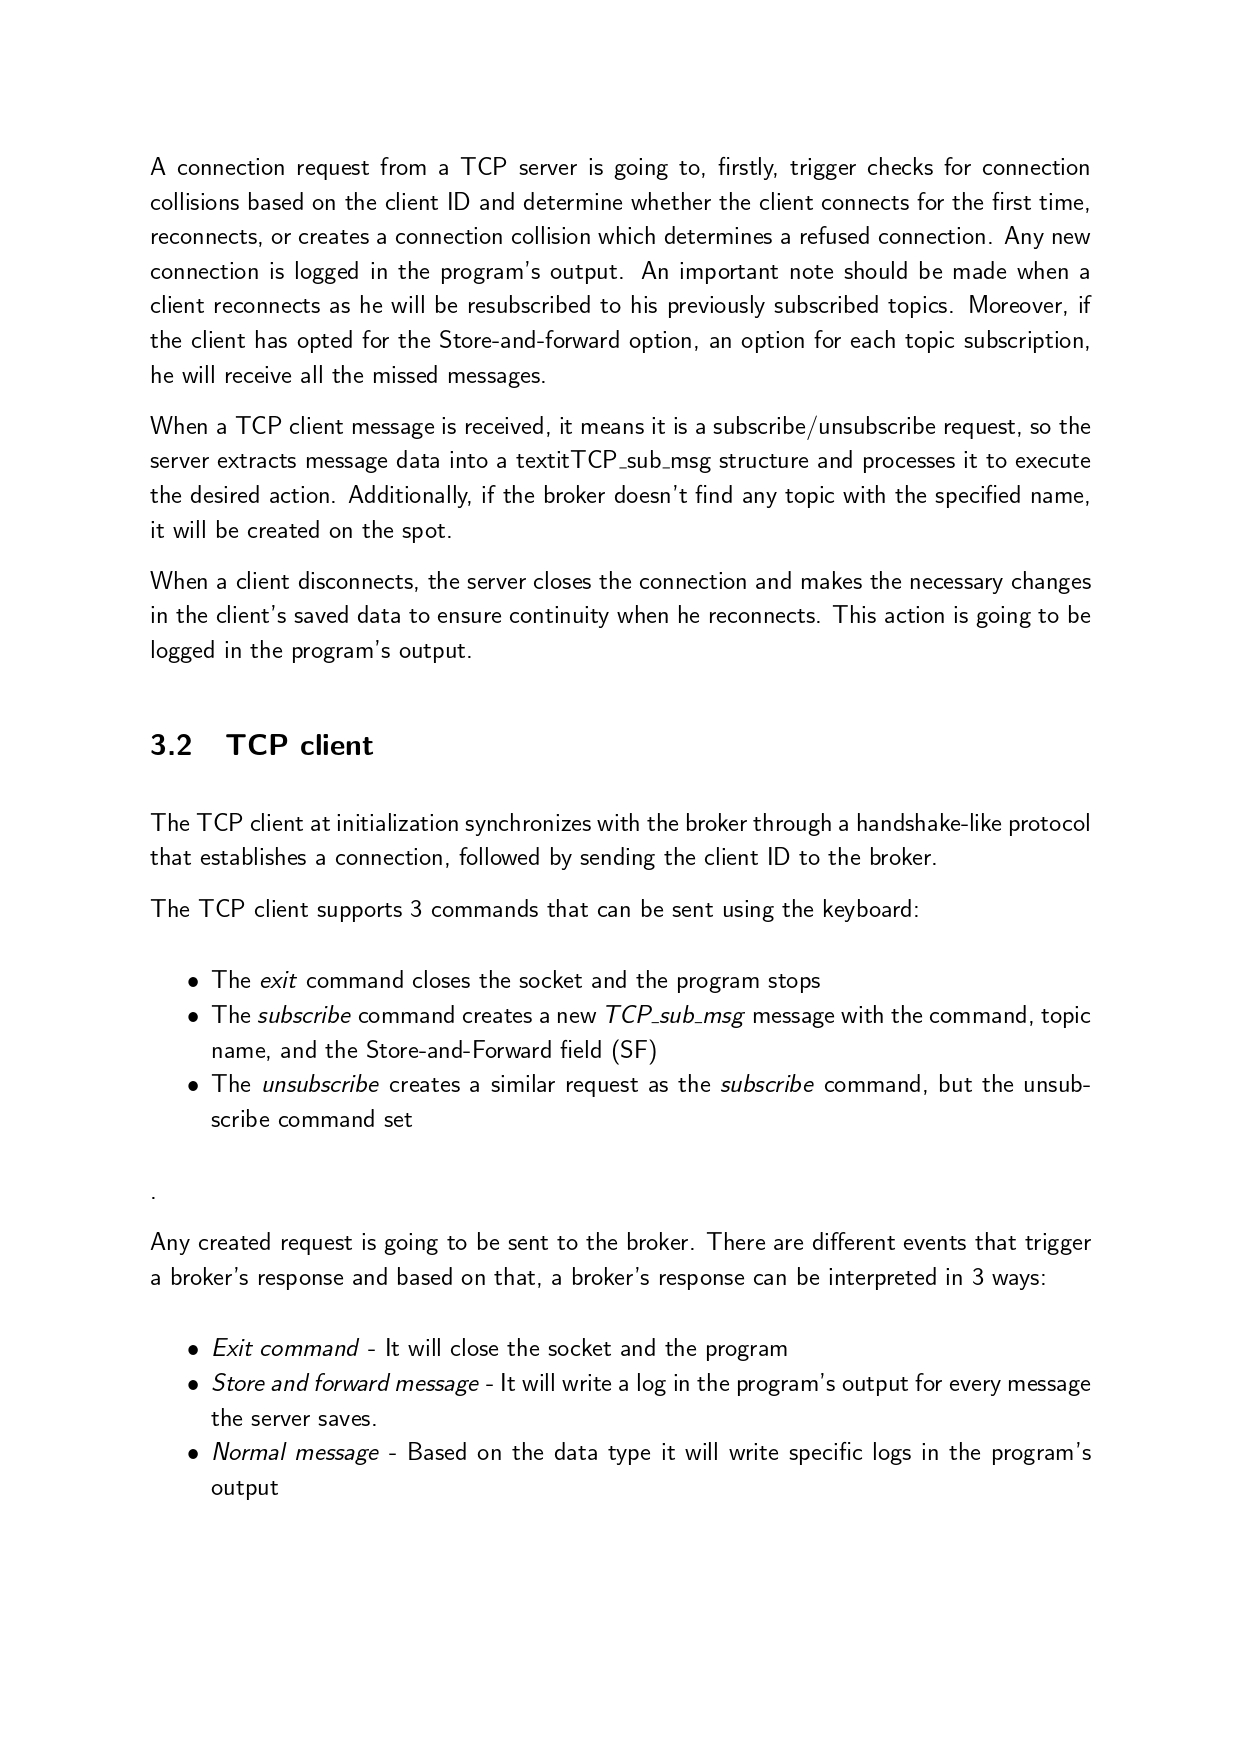 A connection request from a TCP server is going to, firstly, trigger checks for connection
collisions based on the client ID and determine whether the client connects for the first time,
reconnects, or creates a connection collision which determines a refused connection. Any new
connection is logged in the program's output. An important note should be made when a
client reconnects as he will be resubscribed to his previously subscribed topics. Moreover, if
the client has opted for the Store-and-forward option, an option for each topic subscription,
he will receive all the missed messages.
When a TCP client message is received, it means it is a subscribe/unsubscribe request, so the
server extracts message data into a textitTCP_sub_msg structure and processes it to execute
the desired action. Additionally, if the broker doesn't find any topic with the specified name,
it will be created on the spot.
When a client disconnects, the server closes the connection and makes the necessary changes
in the client's saved data to ensure continuity when he reconnects. This action is going to be
logged in the program's output.
3.2 TCP client
The TCP client at initialization synchronizes with the broker through a handshake-like protocol
that establishes a connection, followed by sending the client ID to the broker.
The TCP client supports 3 commands that can be sent using the keyboard:
• The exit command closes the socket and the program stops
• The subscribe command creates a new TCP_sub_msg message with the command, topic
name, and the Store-and-Forward field (SF)
• The unsubscribe creates a similar request as the subscribe command, but the unsub-
scribe command set
.
Any created request is going to be sent to the broker. There are different events that trigger
a broker's response and based on that, a broker's response can be interpreted in 3 ways:
• Exit command - It will close the socket and the program
• Store and forward message - It will write a log in the program's output for every message
the server saves.
• Normal message - Based on the data type it will write specific logs in the program's
output